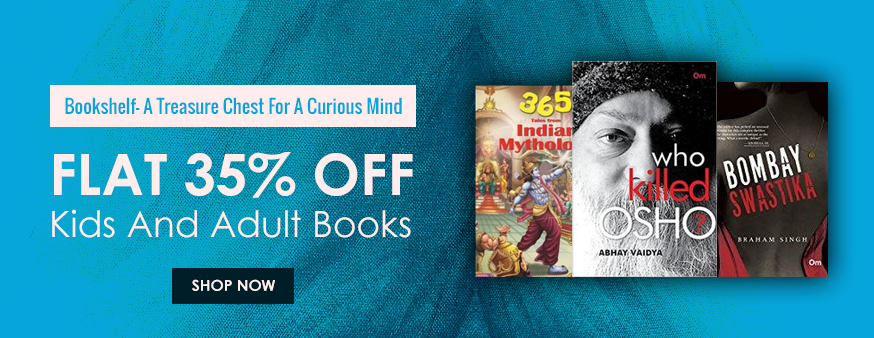 Bookshelf- A Treasure Chest For A Curious Mind
FLAT 35% OFF
Kids And Adult Books
SHOP NOW
365
Tales from
Indian
Mytholo
Om
who
killed
OSHO?
ABHAY VAIDYA
BOMBAY
SWASTIKA
BRAHAM SINGH
Om